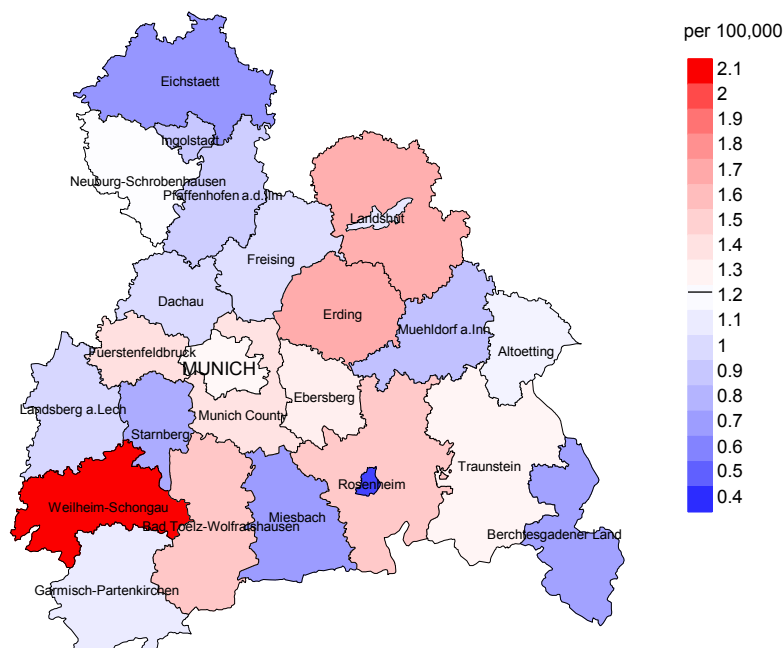 per 100,000
2.1
2
1.9
1.8
1.7
1.6
1.5
1.4
1.3
1.2
1.1
1
0.9
0.8
0.7
0.6
0.5
0.4
Eichstaett
Ingolstadt
Neuburg-Schrobenhausen
Pfaffenhofen a.d.Ilm
Landshut
Freising
Dachau
Erding
Muehldorf a.Inn
Altoetting
Fuerstenfeldbruck
MUNICH
Ebersberg
Landsberg a.Lech
Munich County
Starnberg
Traunstein
Rosenheim
Weilheim-Schongau
Miesbach
Bad Toelz-Wolfratshausen
Berchtesgadener Land
Garmisch-Partenkirchen